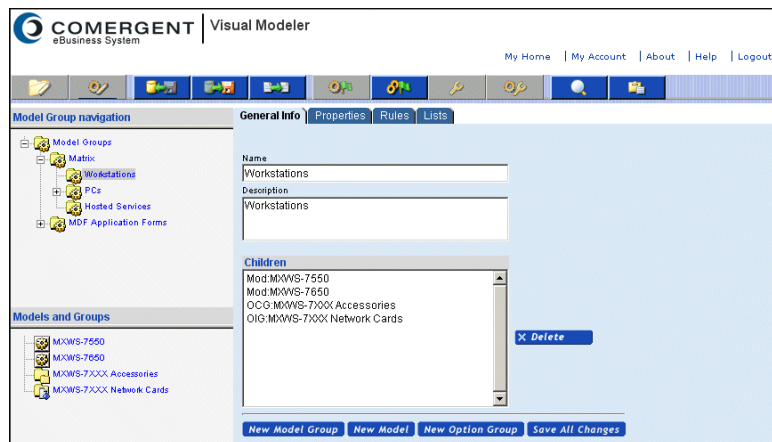 COMERGENT
eBusiness System
Visual Modeler
My Home | My Account | About | Help | Logout
Model Group navigation
Model Groups
Matrix
Workstations
PCs
Hosted Services
MDF Application Forms
Models and Groups
MXWS-7550
MXWS-7650
MXWS-7XXX Accessories
MXWS-7XXX Network Cards
General Info
Properties
Rules
Lists
Name
Workstations
Description
Workstations
Children
Mod:MXWS-7550
Mod:MXWS-7650
OCG:MXWS-7XXX Accessories
OIG:MXWS-7XXX Network Cards
X Delete
New Model Group
New Model
New Option Group
Save All Changes